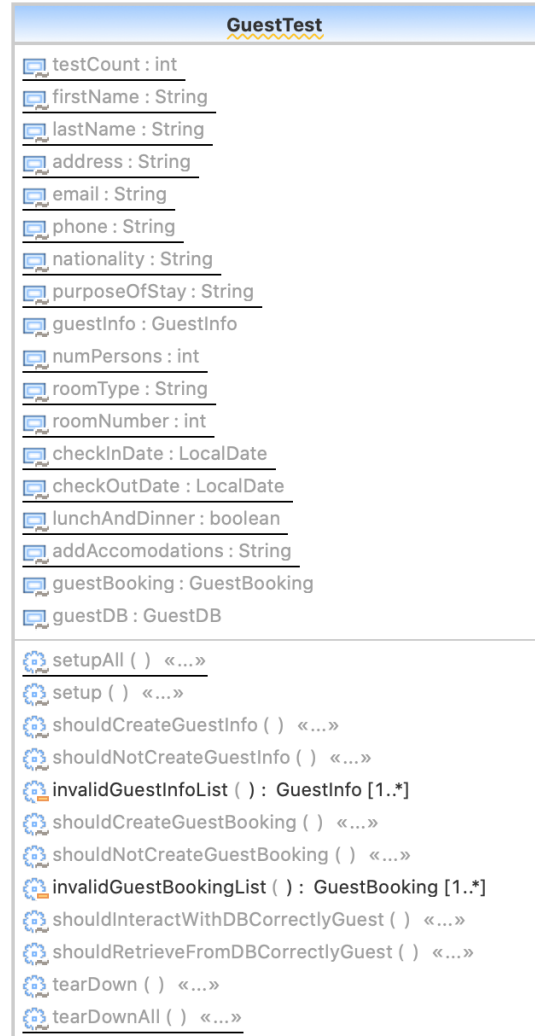 GuestTest
testCount : int
firstName : String
lastName : String
address : String
email : String
phone : String
nationality : String
purposeOfStay : String
guestInfo : GuestInfo
numPersons : int
roomType : String
roomNumber : int
checkInDate : LocalDate
checkOutDate : LocalDate
lunchAndDinner : boolean
addAccomodations : String
guestBooking : GuestBooking
guestDB : GuestDB
setupAll ( ) «...»
setup ( ) «...»
shouldCreateGuestInfo ( ) «...»
shouldNotCreateGuestInfo ( ) «...»
invalidGuestInfoList ( ) : GuestInfo [1..*]
shouldCreateGuestBooking ( ) «...»
shouldNotCreateGuestBooking ( ) «...»
invalidGuestBookingList ( ) : GuestBooking [1..*]
shouldInteractWithDBCorrectlyGuest ( ) «...»
shouldRetrieveFromDBCorrectlyGuest ( ) «...»
tearDown ( ) «...»
tearDownAll ( ) «...»